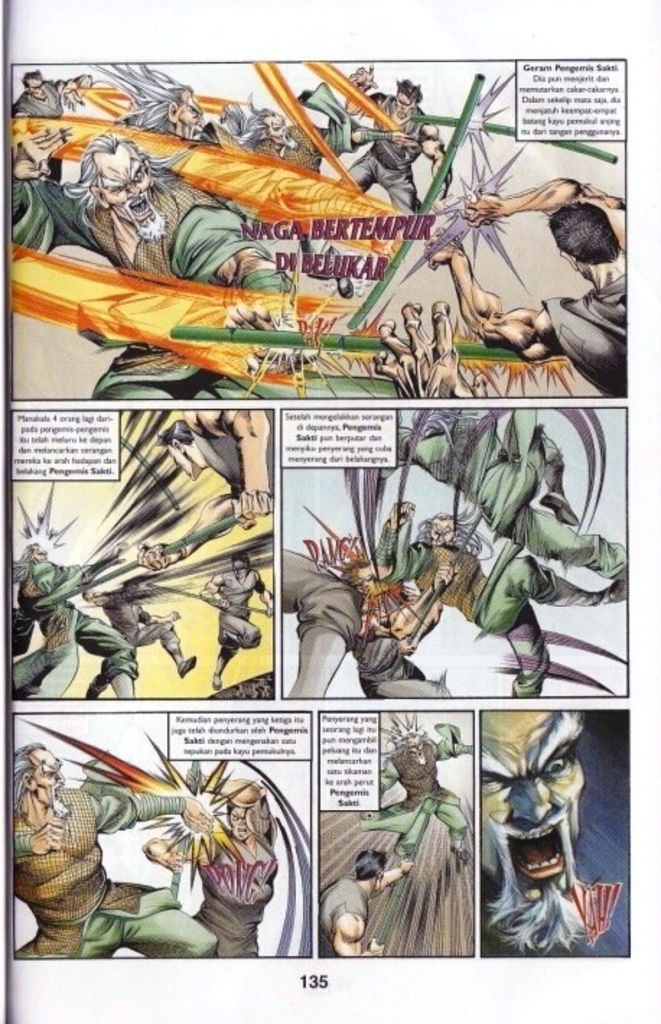 Geram Pengemis Sakti.
Dia pun menjerit dan
memutarkan cakar-cakarnya.
Dalam sekelip mata saja, dia
menjerat keempat-empat
batang kayu pemukul anjing
itu dari tangan penggunanya.
NAGA BERTEMPUR
DI BELUKAR
PAP!
Manakala 4 orang lagi dari-
pada pengemis-pengemis
itu telah meluru ke depan
dan melancarkan serangan
mereka ke arah hadapan dan
belakang Pengemis Sakti.
Setelah mengelakkan serangan
di depannya, Pengemis
Sakti pun berputar dan
menyiku penyerang yang cuba
menyerang dari belakangnya.
PANG!
Kemudian penyerang yang ketiga itu
juga telah diundurkan oleh Pengemis
Sakti dengan mengenakan satu
tepukan pada kayu pemukulnya.
PONG!
Penyerang yang
seorang lagi itu
pun mengambil
peluang itu dan
melancarkan
satu tikaman
ke arah perut
Pengemis
Sakti.
YAH!
135